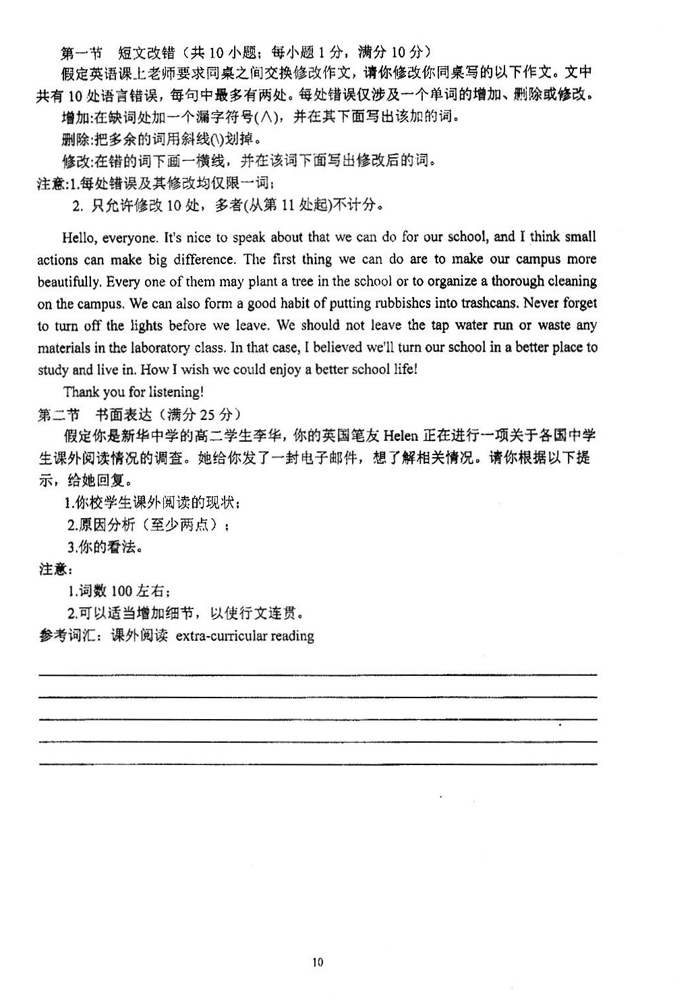 第一节　短文改错（共 10 小题；每小题 1 分，满分 10 分）
假定英语课上老师要求同桌之间交换修改作文，请你修改你同桌写的以下作文。文中
共有 10 处语言错误，每句中最多有两处。每处错误仅涉及一个单词的增加、删除或修改。
增加:在缺词处加一个漏字符号(∧)，并在其下面写出该加的词。
删除:把多余的词用斜线(\)划掉。
修改:在错的词下画一横线，并在该词下面写出修改后的词。
注意:1.每处错误及其修改均仅限一词；
2. 只允许修改 10 处，多者(从第 11 处起)不计分。
Hello, everyone. It's nice to speak about that we can do for our school, and I think small
actions can make big difference. The first thing we can do are to make our campus more
beautifully. Every one of them may plant a tree in the school or to organize a thorough cleaning
on the campus. We can also form a good habit of putting rubbishes into trashcans. Never forget
to turn off the lights before we leave. We should not leave the tap water run or waste any
materials in the laboratory class. In that case, I believed we'll turn our school in a better place to
study and live in. How I wish we could enjoy a better school life!
Thank you for listening!
第二节　书面表达（满分 25 分）
假定你是新华中学的高二学生李华，你的英国笔友 Helen 正在进行一项关于各国中学
生课外阅读情况的调查。她给你发了一封电子邮件，想了解相关情况。请你根据以下提
示，给她回复。
1.你校学生课外阅读的现状；
2.原因分析（至少两点）；
3.你的看法。
注意：
1.词数 100 左右；
2.可以适当增加细节，以使行文连贯。
参考词汇：课外阅读 extra-curricular reading
10